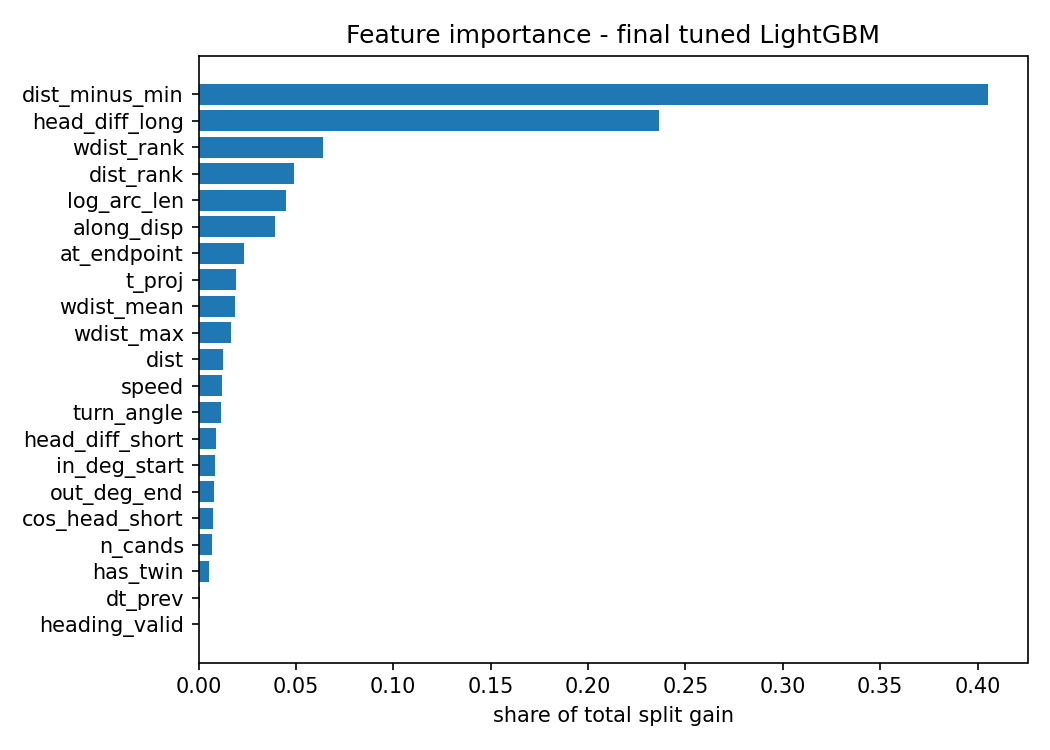 Feature importance - final tuned LightGBM
dist_minus_min
head_diff_long
wdist_rank
dist_rank
log_arc_len
along_disp
at_endpoint
t_proj
wdist_mean
wdist_max
dist
speed
turn_angle
head_diff_short
in_deg_start
out_deg_end
cos_head_short
n_cands
has_twin
dt_prev
heading_valid
0.00 0.05 0.10 0.15 0.20 0.25 0.30 0.35 0.40
share of total split gain